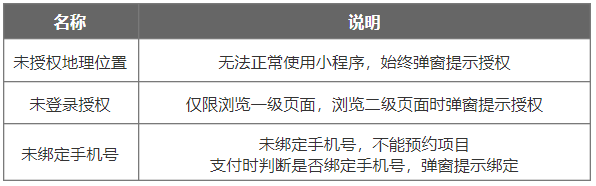 名称 说明
未授权地理位置 无法正常使用小程序，始终弹窗提示授权
未登录授权 仅限浏览一级页面，浏览二级页面时弹窗提示授权
未绑定手机号 未绑定手机号，不能预约项目
支付时判断是否绑定手机号，弹窗提示绑定